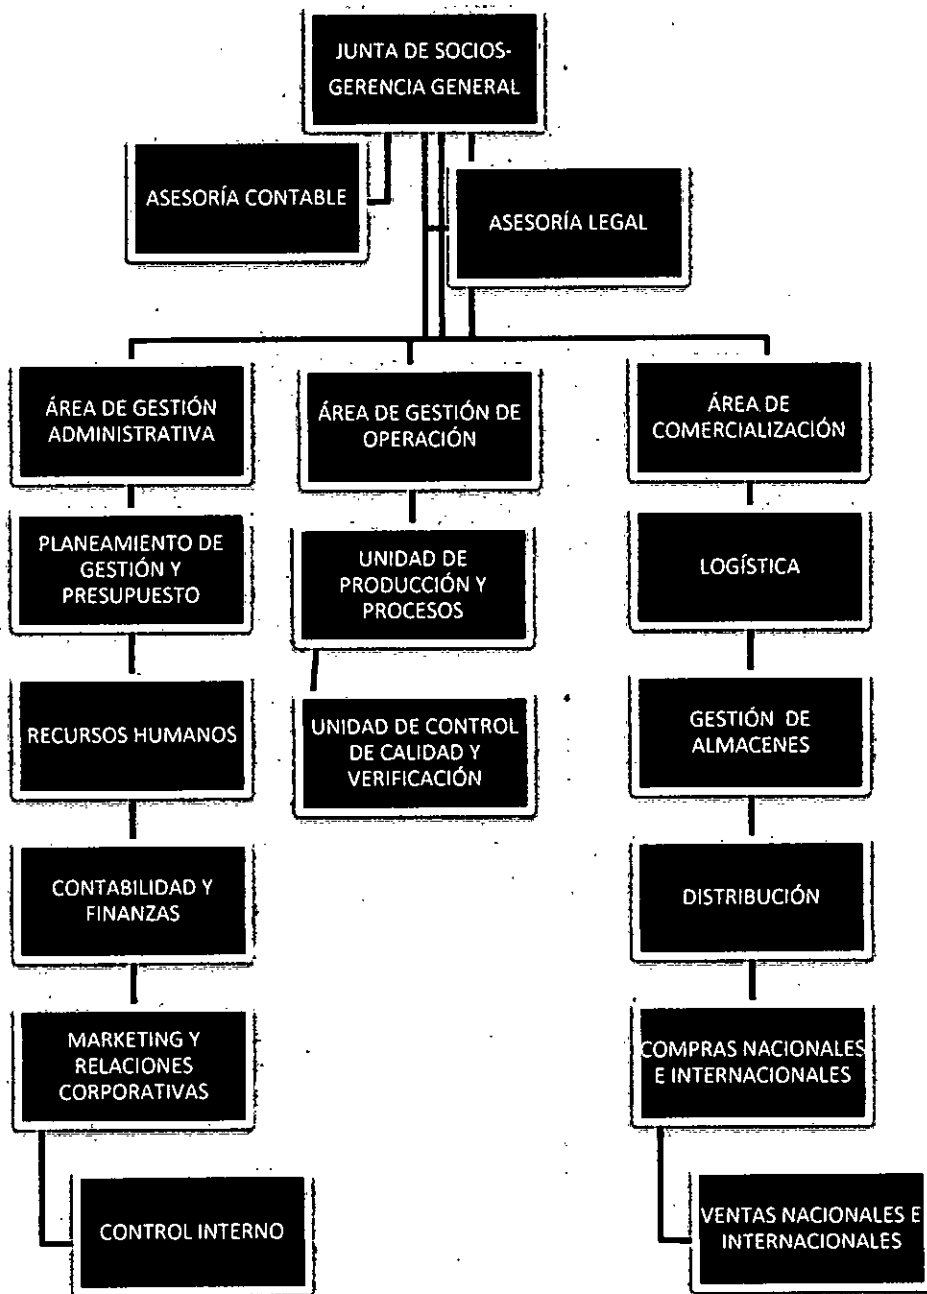 JUNTA DE SOCIOS-
GERENCIA GENERAL
ASESORÍA CONTABLE
ASESORÍA LEGAL
ÁREA DE GESTIÓN
ADMINISTRATIVA
PLANEAMIENTO DE
GESTIÓN Y
PRESUPUESTO
RECURSOS HUMANOS
CONTABILIDAD Y
FINANZAS
MARKETING Y
RELACIONES
CORPORATIVAS
CONTROL INTERNO
ÁREA DE GESTIÓN DE
OPERACIÓN
UNIDAD DE
PRODUCCIÓN Y
PROCESOS
UNIDAD DE CONTROL
DE CALIDAD Y
VERIFICACIÓN
ÁREA DE
COMERCIALIZACIÓN
LOGÍSTICA
GESTIÓN DE
ALMACENES
DISTRIBUCIÓN
COMPRAS NACIONALES
E INTERNACIONALES
VENTAS NACIONALES E
INTERNACIONALES